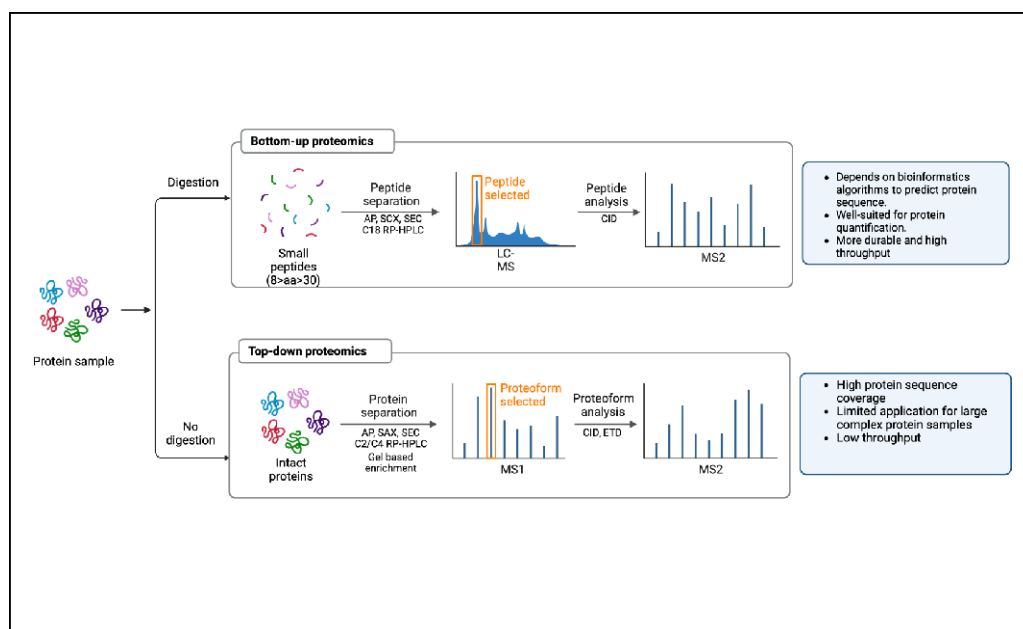 Bottom-up proteomics
Digestion
Small
peptides
(8>aa>30)
Peptide
separation
AP, SCX, SEC
C18 RP-HPLC
Peptide
selected
LC-
MS
Peptide
analysis
CID
MS2
• Depends on bioinformatics
algorithms to predict protein
sequence.
• Well-suited for protein
quantification.
• More durable and high
throughput
Protein sample
Top-down proteomics
No
digestion
Intact
proteins
Protein
separation
AP, SAX, SEC
C2/C4 RP-HPLC
Gel based
enrichment
Proteoform
selected
MS1
Proteoform
analysis
CID, ETD
MS2
• High protein sequence
coverage
• Limited application for large
complex protein samples
• Low throughput